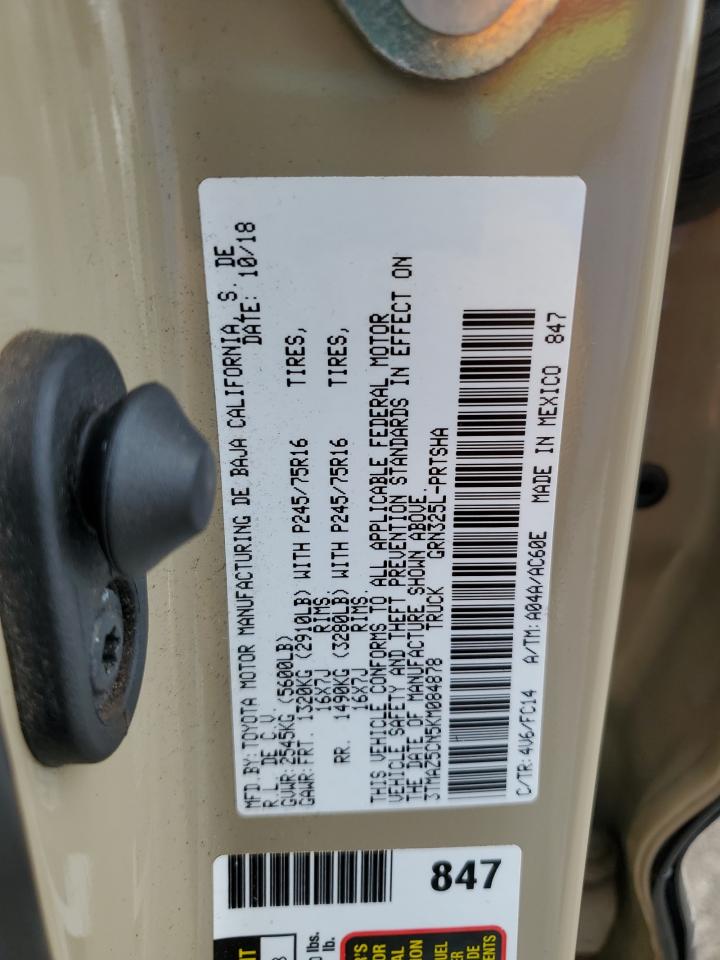 MFD.BY:TOYOTA MOTOR MANUFACTURING DE BAJA CALIFORNIA, S. DE
R.L. DE C.V. DATE: 10/18
GVWR:2545KG (5600LB)
GAWR:FRT. 1320KG (2910LB) WITH P245/75R16 TIRES,
16X7J RIMS,
RR. 1490KG (3280LB) WITH P245/75R16 TIRES,
16X7J RIMS.
THIS VEHICLE CONFORMS TO ALL APPLICABLE FEDERAL MOTOR
VEHICLE SAFETY AND THEFT PREVENTION STANDARDS IN EFFECT ON
THE DATE OF MANUFACTURE SHOWN ABOVE.
3TMAZ5CN5KM084878 TRUCK GRN325L-PRTSHA
C/TR:4V6/FC14 A/TM:A04A/AC60E MADE IN MEXICO 847
847
lbs.
lb.